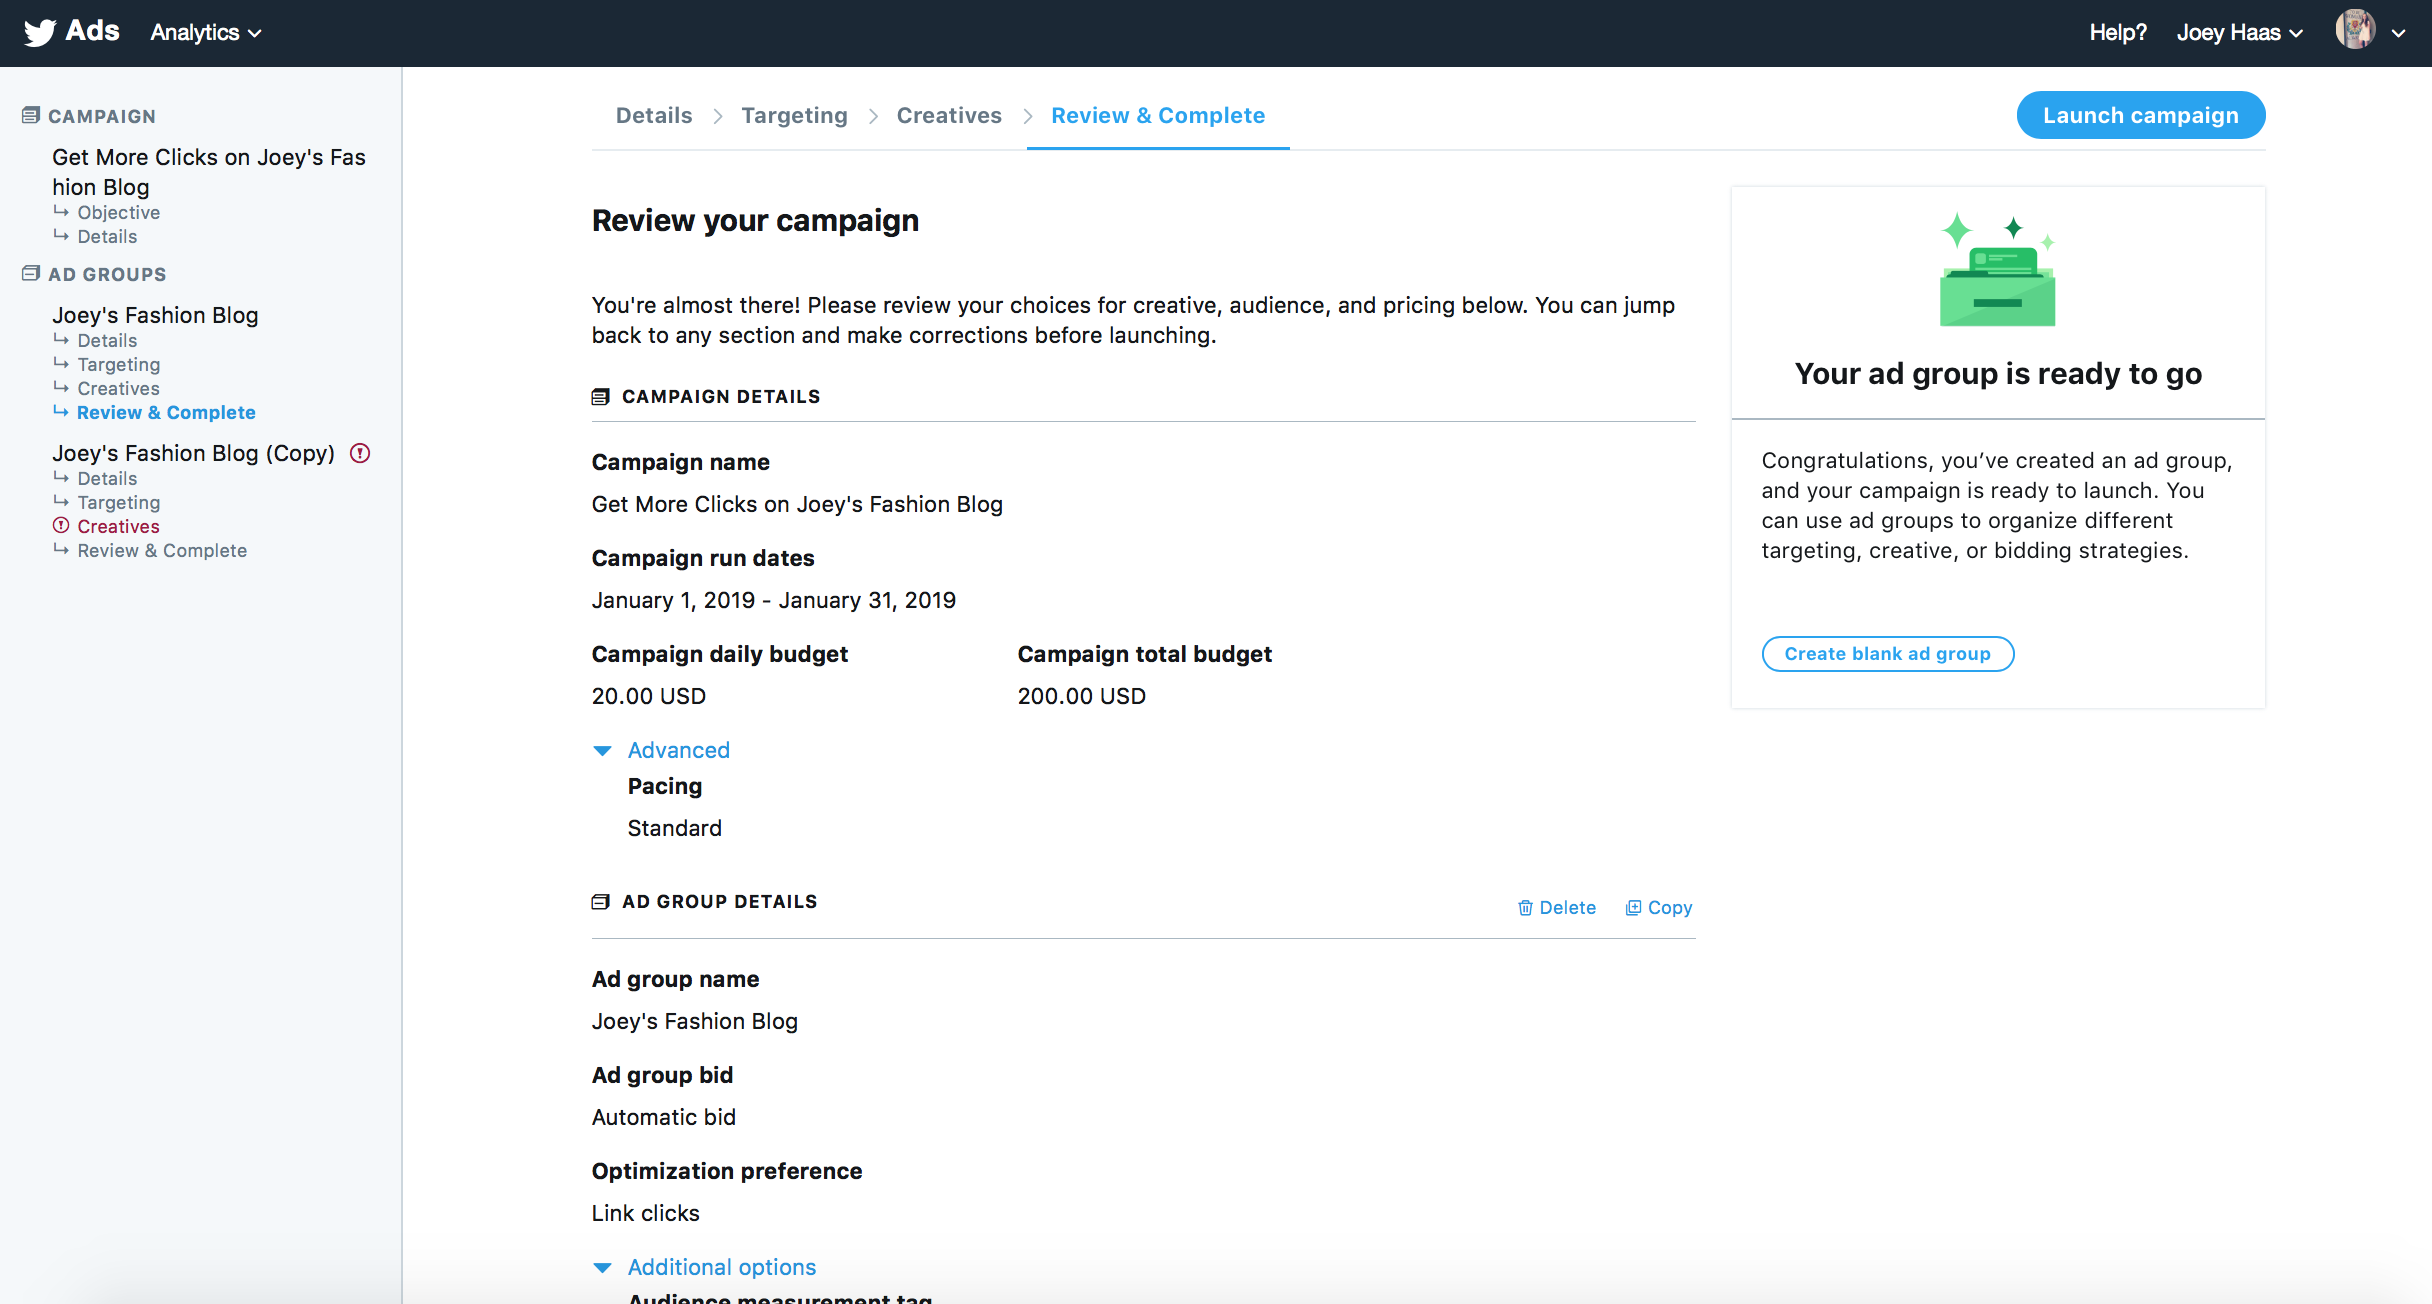 Ads
Analytics
Help?
Joey Haas
CAMPAIGN
Get More Clicks on Joey's Fas
hion Blog
Objective
Details
AD GROUPS
Joey's Fashion Blog
Details
Targeting
Creatives
Review & Complete
Joey's Fashion Blog (Copy)
Details
Targeting
Creatives
Review & Complete
Details
Targeting
Creatives
Review & Complete
Launch campaign
Review your campaign
You're almost there! Please review your choices for creative, audience, and pricing below. You can jump
back to any section and make corrections before launching.
CAMPAIGN DETAILS
Campaign name
Get More Clicks on Joey's Fashion Blog
Campaign run dates
January 1, 2019 - January 31, 2019
Campaign daily budget
20.00 USD
Campaign total budget
200.00 USD
Advanced
Pacing
Standard
AD GROUP DETAILS
Delete
Copy
Ad group name
Joey's Fashion Blog
Ad group bid
Automatic bid
Optimization preference
Link clicks
Additional options
Audience measurement tag
Your ad group is ready to go
Congratulations, you’ve created an ad group,
and your campaign is ready to launch. You
can use ad groups to organize different
targeting, creative, or bidding strategies.
Create blank ad group